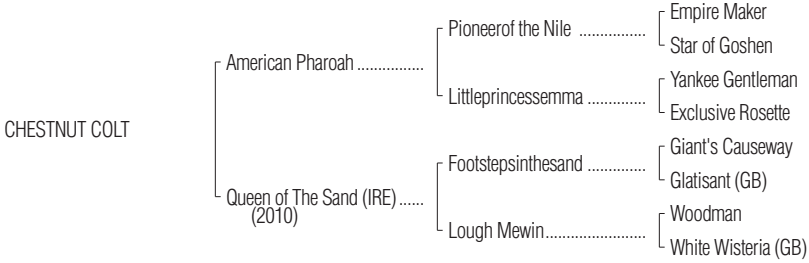 Empire Maker
Pioneerof the Nile ................
Star of Goshen
American Pharoah ................
Yankee Gentleman
Littleprincessemma ..............
Exclusive Rosette
CHESTNUT COLT
Giant's Causeway
Footstepsinthesand ..............
Glatisant (GB)
Queen of The Sand (IRE) ......
(2010)
Woodman
Lough Mewin........................
White Wisteria (GB)